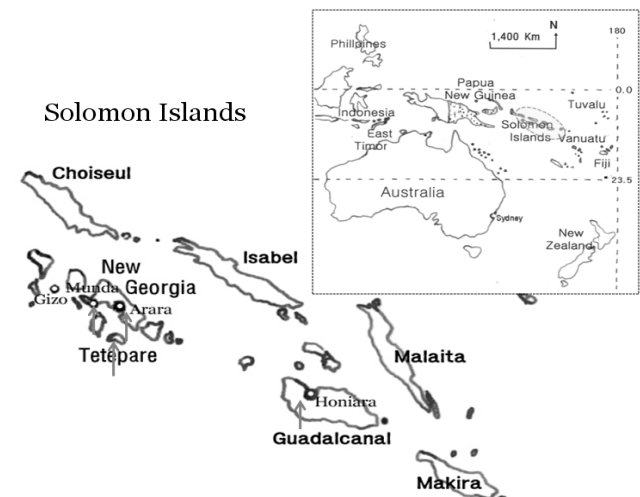 Solomon Islands
N
1,400 Km
180
Phillpines
Papua
New Guinea
0.0
Indonesia
East
Timor
Solomon
Islands
Tuvalu
Vanuatu
Fiji
23.5
Australia
Sydney
New
Zealand
Choiseul
Isabel
New
Georgia
Munda
Gizo
Arara
Tetepare
Malaita
Honiara
Guadalcanal
Makira